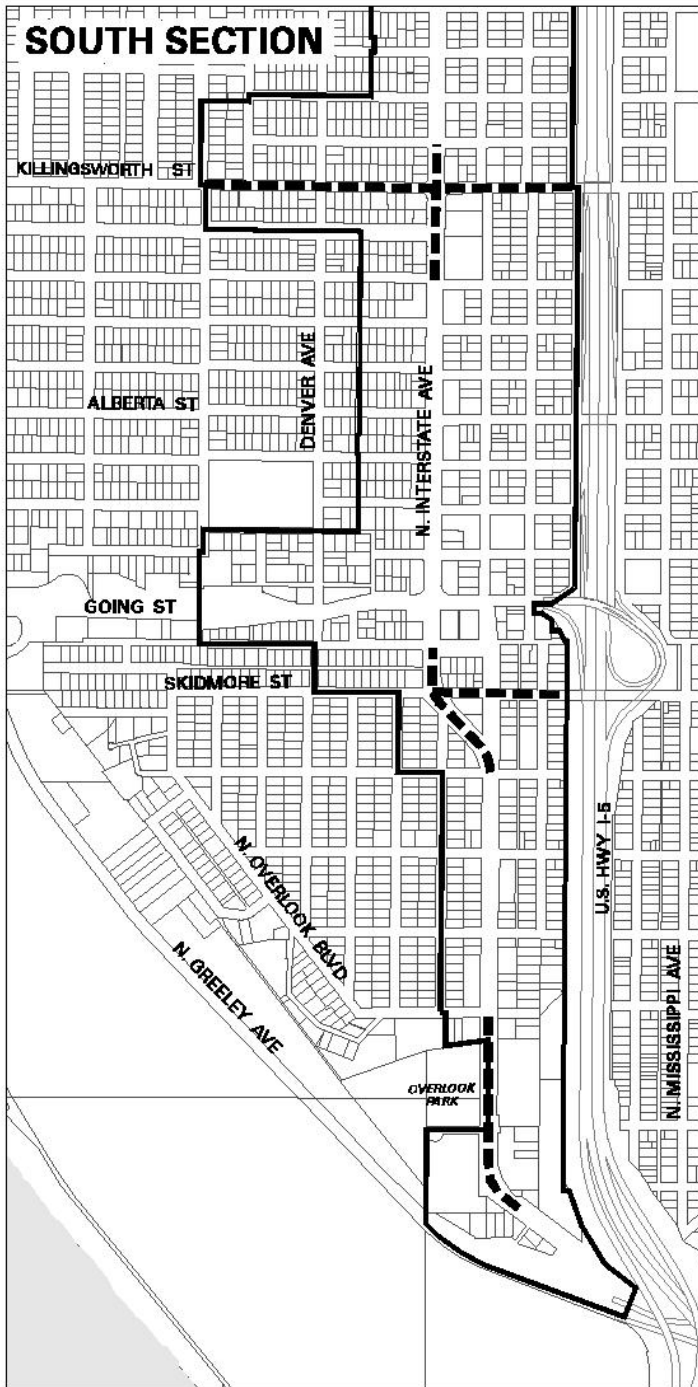 SOUTH SECTION
KILLINGSWORTH ST
DENVER AVE
N. INTERSTATE AVE
ALBERTA ST
GOING ST
SKIDMORE ST
U.S. HWY I-5
N. OVERLOOK BLVD
N. GREELEY AVE
N. MISSISSIPPI AVE
OVERLOOK
PARK